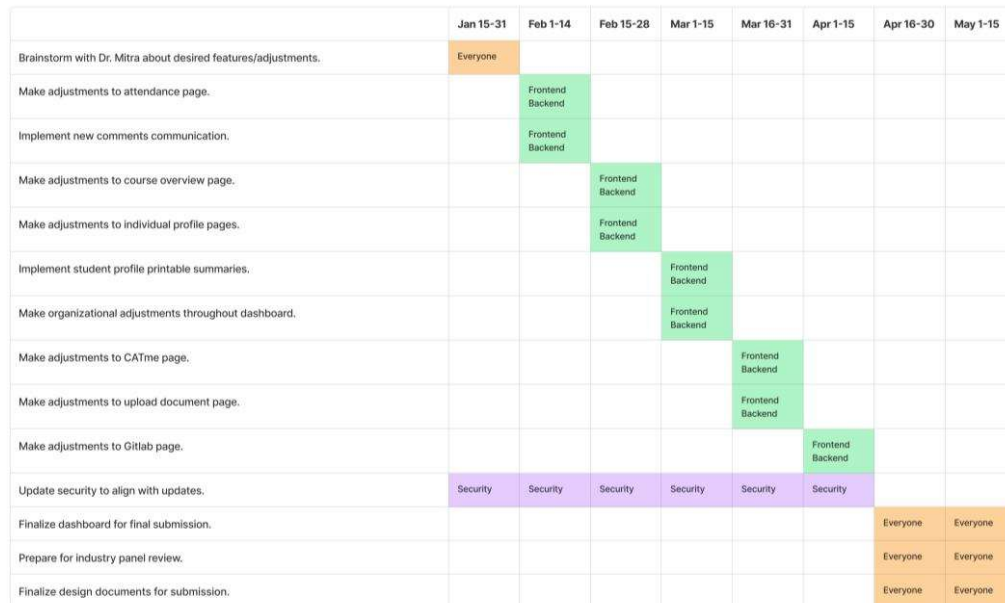 Jan 15-31 Feb 1-14 Feb 15-28 Mar 1-15 Mar 16-31 Apr 1-15 Apr 16-30 May 1-15
Brainstorm with Dr. Mitra about desired features/adjustments. Everyone
Make adjustments to attendance page. Frontend
Backend
Implement new comments communication. Frontend
Backend
Make adjustments to course overview page. Frontend
Backend
Make adjustments to individual profile pages. Frontend
Backend
Implement student profile printable summaries. Frontend
Backend
Make organizational adjustments throughout dashboard. Frontend
Backend
Make adjustments to CATme page. Frontend
Backend
Make adjustments to upload document page. Frontend
Backend
Make adjustments to Gitlab page. Frontend
Backend
Update security to align with updates. Security Security Security Security Security Security
Finalize dashboard for final submission. Everyone Everyone
Prepare for industry panel review. Everyone Everyone
Finalize design documents for submission. Everyone Everyone